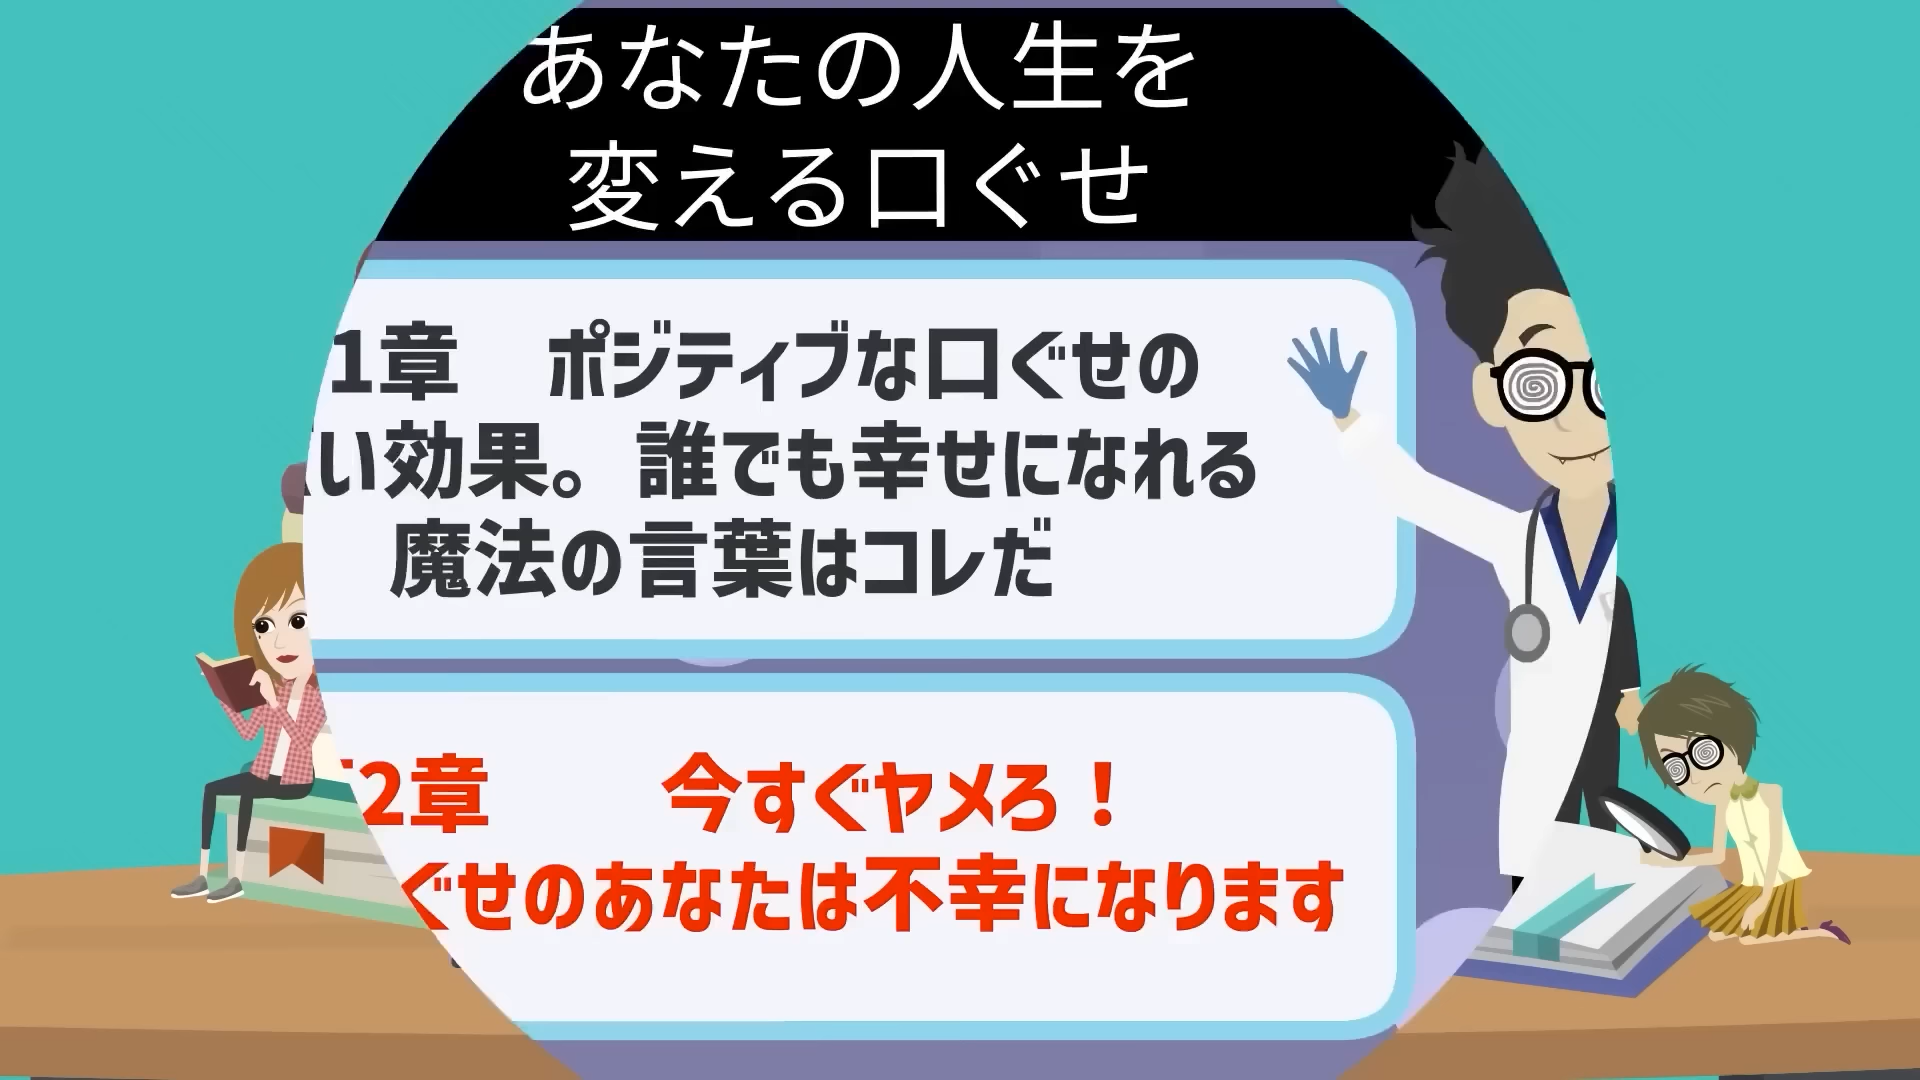 あなたの人生を
変える口ぐせ
1章　ポジティブな口ぐせの
い効果。誰でも幸せになれる
魔法の言葉はコレだ
2章　今すぐヤメろ！
ぐせのあなたは不幸になります